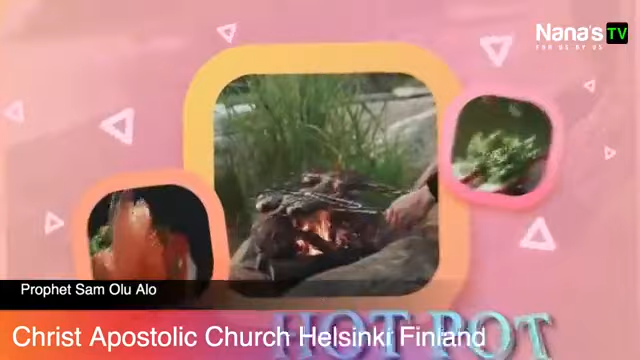 Nana's TV
FOR US BY US
Prophet Sam Olu Alo
Christ Apostolic Church Helsinki Finland
HOT POT